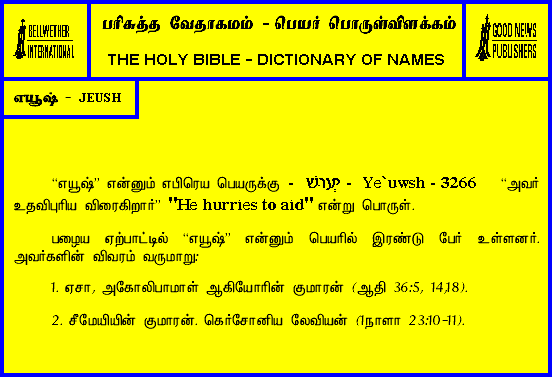 BELLWETHER
INTERNATIONAL
பரிசுத்த வேதாகமம் - பெயர் பொருள்விளக்கம்
THE HOLY BIBLE - DICTIONARY OF NAMES
GOOD NEWS
PUBLISHERS
எயூஷ் - JEUSH
“எயூஷ்” என்னும் எபிரெய பெயருக்கு - יְעוּשׁ - Ye`uwsh - 3266 “அவர்
உதவிபுரிய விரைகிறார்” "He hurries to aid" என்று பொருள்.
பழைய ஏற்பாட்டில் “எயூஷ்” என்னும் பெயரில் இரண்டு பேர் உள்ளனர்.
அவர்களின் விவரம் வருமாறு:
1. ஏசா, அகோலிபாமாள் ஆகியோரின் குமாரன் (ஆதி 36:5, 14,18).
2. சீமேயியின் குமாரன். கெர்சோனிய லேவியன் (1நாளா 23:10-11).